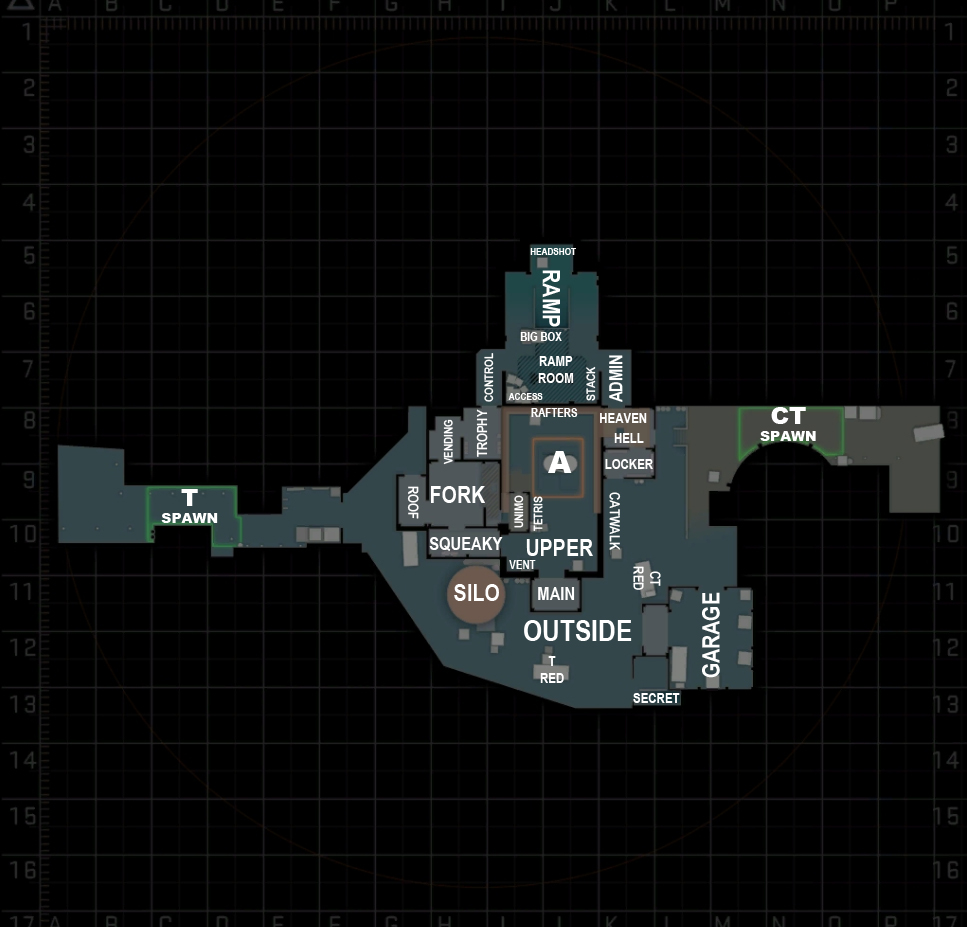 A B C D E F G H I J K L M N O P
1 1
2 2
3 3
4 4
5 5
HEADSHOT
RAMP
6 6
BIG BOX
7 7
CONTROL
RAMP
ROOM
STACK
ADMIN
ACCESS
8 8
TROPHY
VENDING
RAFTERS
HEAVEN
HELL
CT
SPAWN
9 9
A
LOCKER
T
SPAWN
ROOF
FORK
UNIMO
TETRIS
CATWALK
10 10
SQUEAKY
UPPER
VENT
11 11
SILO
MAIN
CT
RED
GARAGE
OUTSIDE
12 12
T
RED
13 13
SECRET
14 14
15 15
16 16
17 A B C D E F G H I J K L M N O P 17